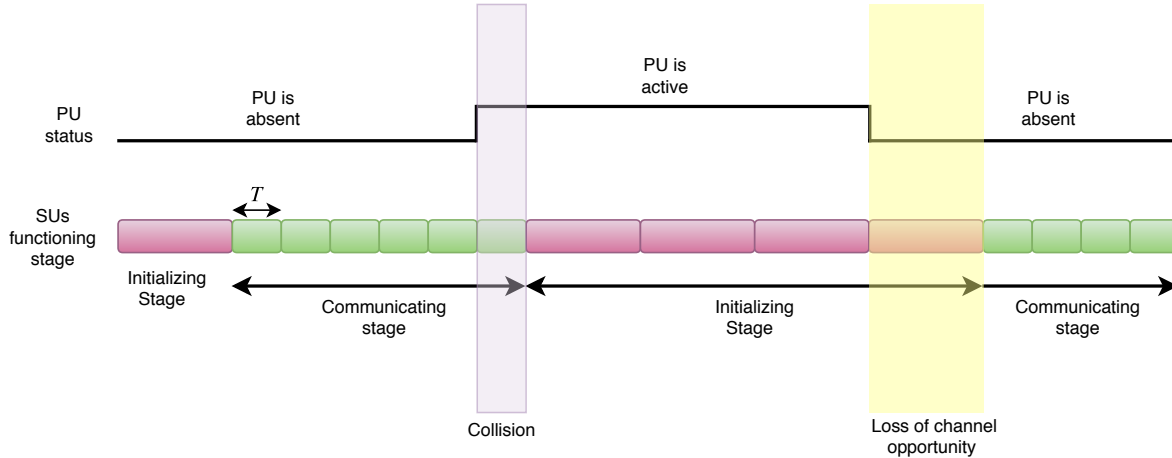 PU is
active
PU is
absent
PU is
absent
PU
status
T
SUs
functioning
stage
Initializing
Stage
Communicating
stage
Initializing
Stage
Communicating
stage
Collision
Loss of channel
opportunity